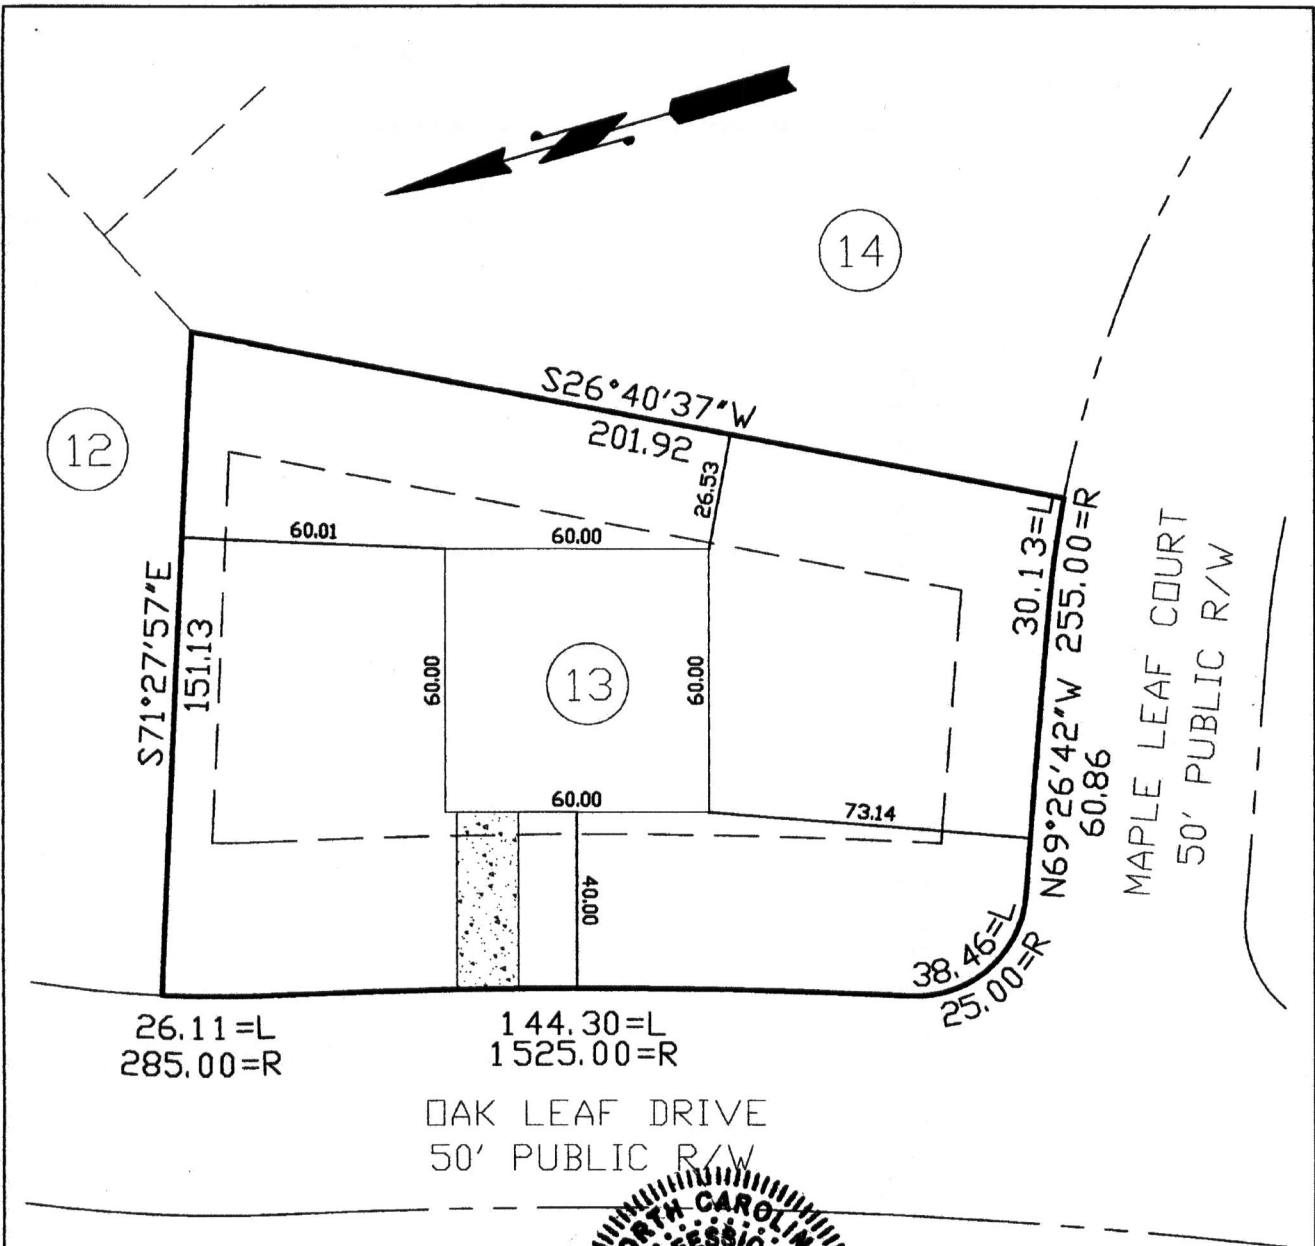 14
12
S26°40'37"W
201.92
26.53
60.01
60.00
30.13=L
255.00=R
S71°27'57"E
151.13
60.00
13
60.00
60.00
73.14
N69°26'42"W
60.86
MAPLE LEAF COURT
50' PUBLIC R/W
40.00
38.46=L
25.00=R
26.11=L
285.00=R
144.30=L
1525.00=R
OAK LEAF DRIVE
50' PUBLIC R/W